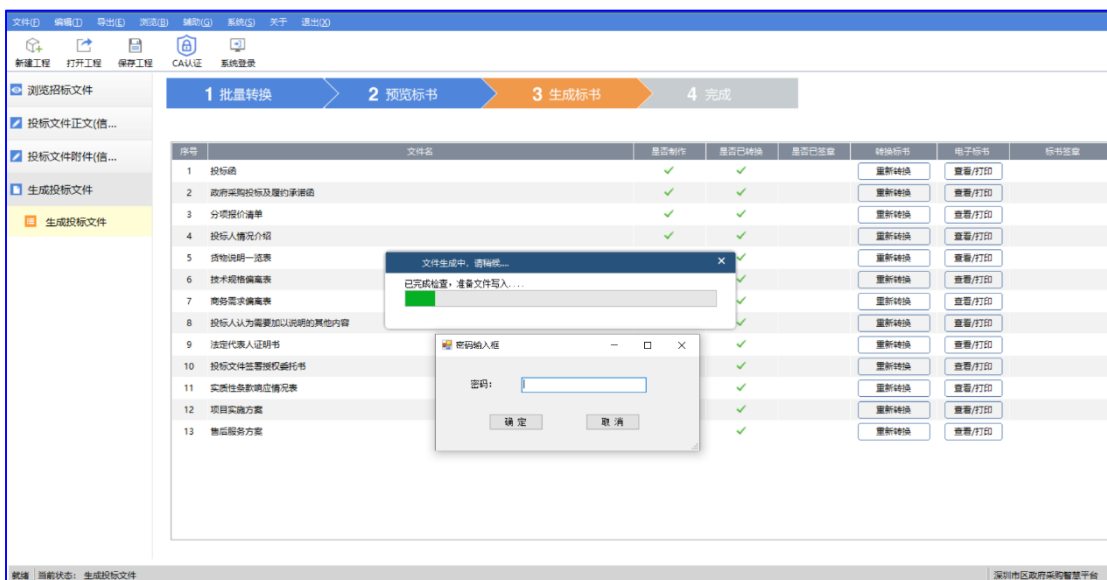 文件(F) 编辑(I) 导出(E) 浏览(B) 辅助(G) 系统(S) 关于 退出(X)
新建工程 打开工程 保存工程 CA认证 系统登录
浏览招标文件
1 批量转换 2 预览标书 3 生成标书 4 完成
投标文件正文(信...
投标文件附件(信...
生成投标文件
生成投标文件
序号 文件名 是否制作 是否已转换 是否已签章 转换标书 电子标书 标书签章
1 投标函 重新转换 查看/打印
2 政府采购投标及履约承诺函 重新转换 查看/打印
3 分项报价清单 重新转换 查看/打印
4 投标人情况介绍 重新转换 查看/打印
5 货物说明一览表 重新转换 查看/打印
6 技术规格偏离表 重新转换 查看/打印
7 商务需求偏离表 重新转换 查看/打印
8 投标人认为需要加以说明的其他内容 重新转换 查看/打印
9 法定代表人证明书 重新转换 查看/打印
10 投标文件签署授权委托书 重新转换 查看/打印
11 实质性条款响应情况表 重新转换 查看/打印
12 项目实施方案 重新转换 查看/打印
13 售后服务方案 重新转换 查看/打印
文件生成中，请稍候....
已完成检查，准备文件写入....
密码输入框
密码：
确定 取消
就绪 当前状态： 生成投标文件 深圳市区政府采购智慧平台